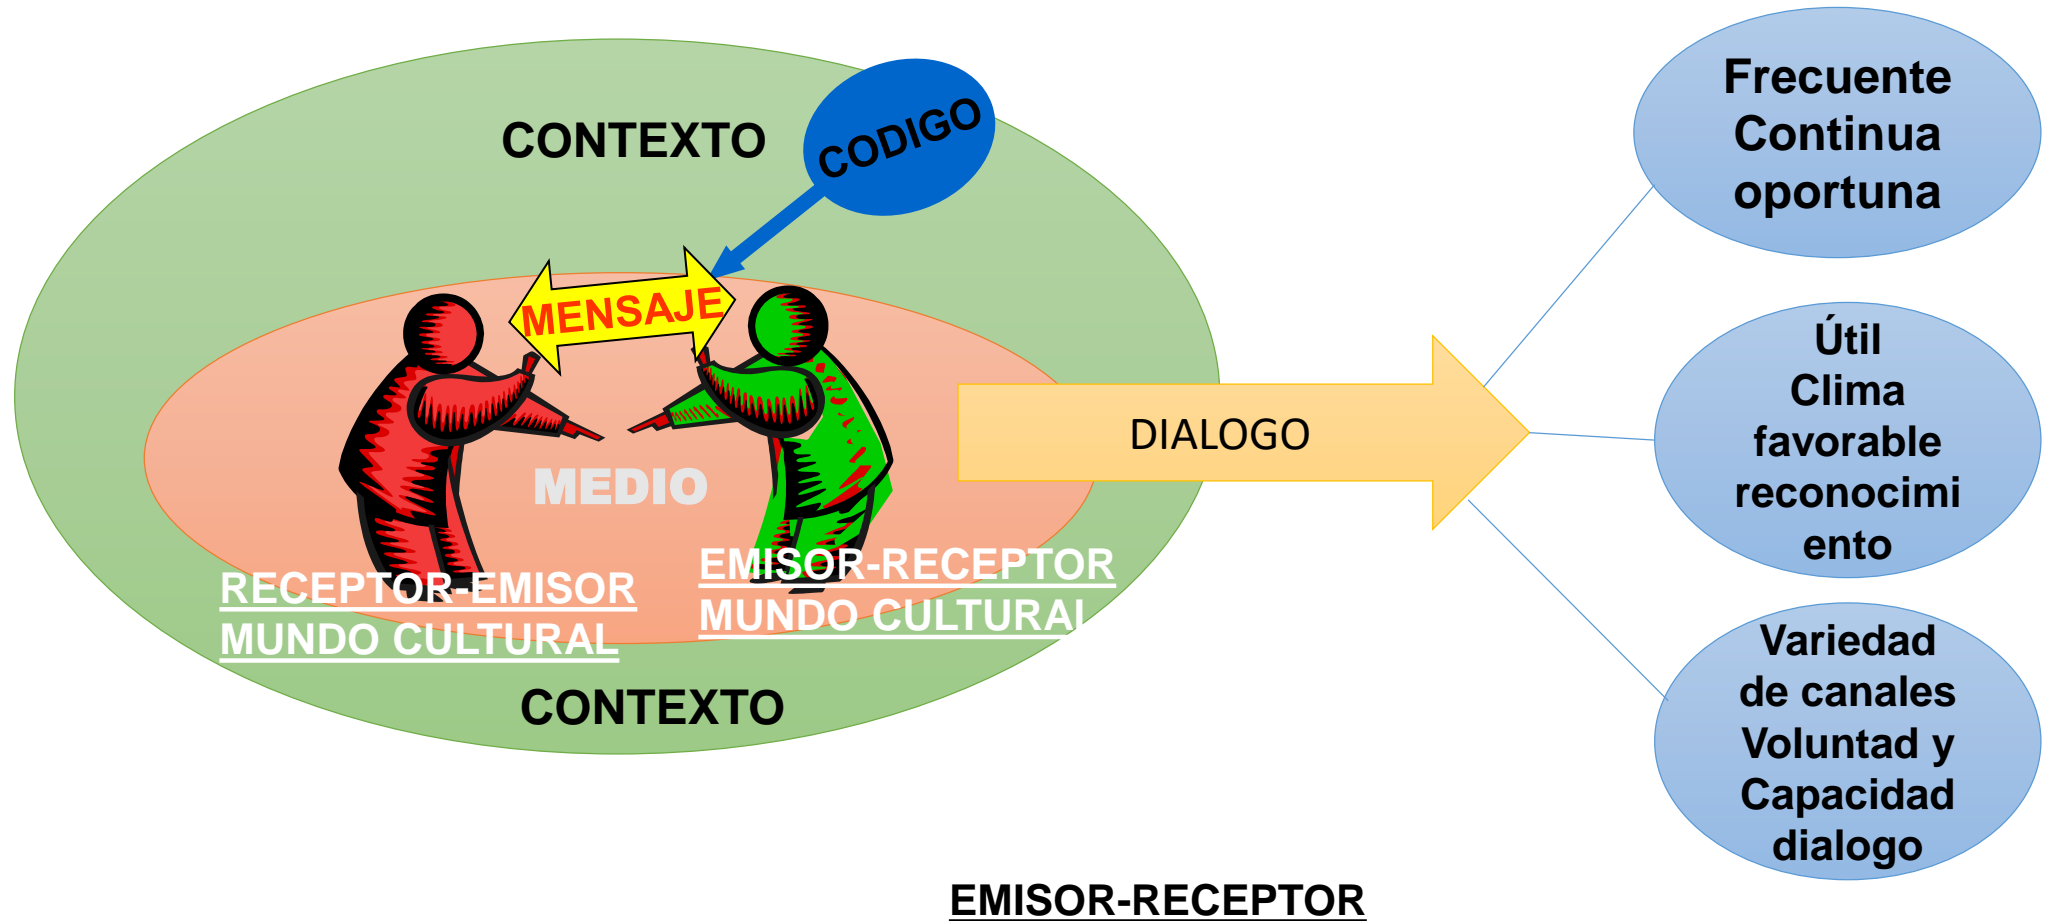 CONTEXTO
CODIGO
MENSAJE
MEDIO
RECEPTOR-EMISOR
MUNDO CULTURAL
EMISOR-RECEPTOR
MUNDO CULTURAL
CONTEXTO
DIALOGO
Frecuente
Continua
oportuna
Útil
Clima
favorable
reconocimi
ento
Variedad
de canales
Voluntad y
Capacidad
dialogo
EMISOR-RECEPTOR